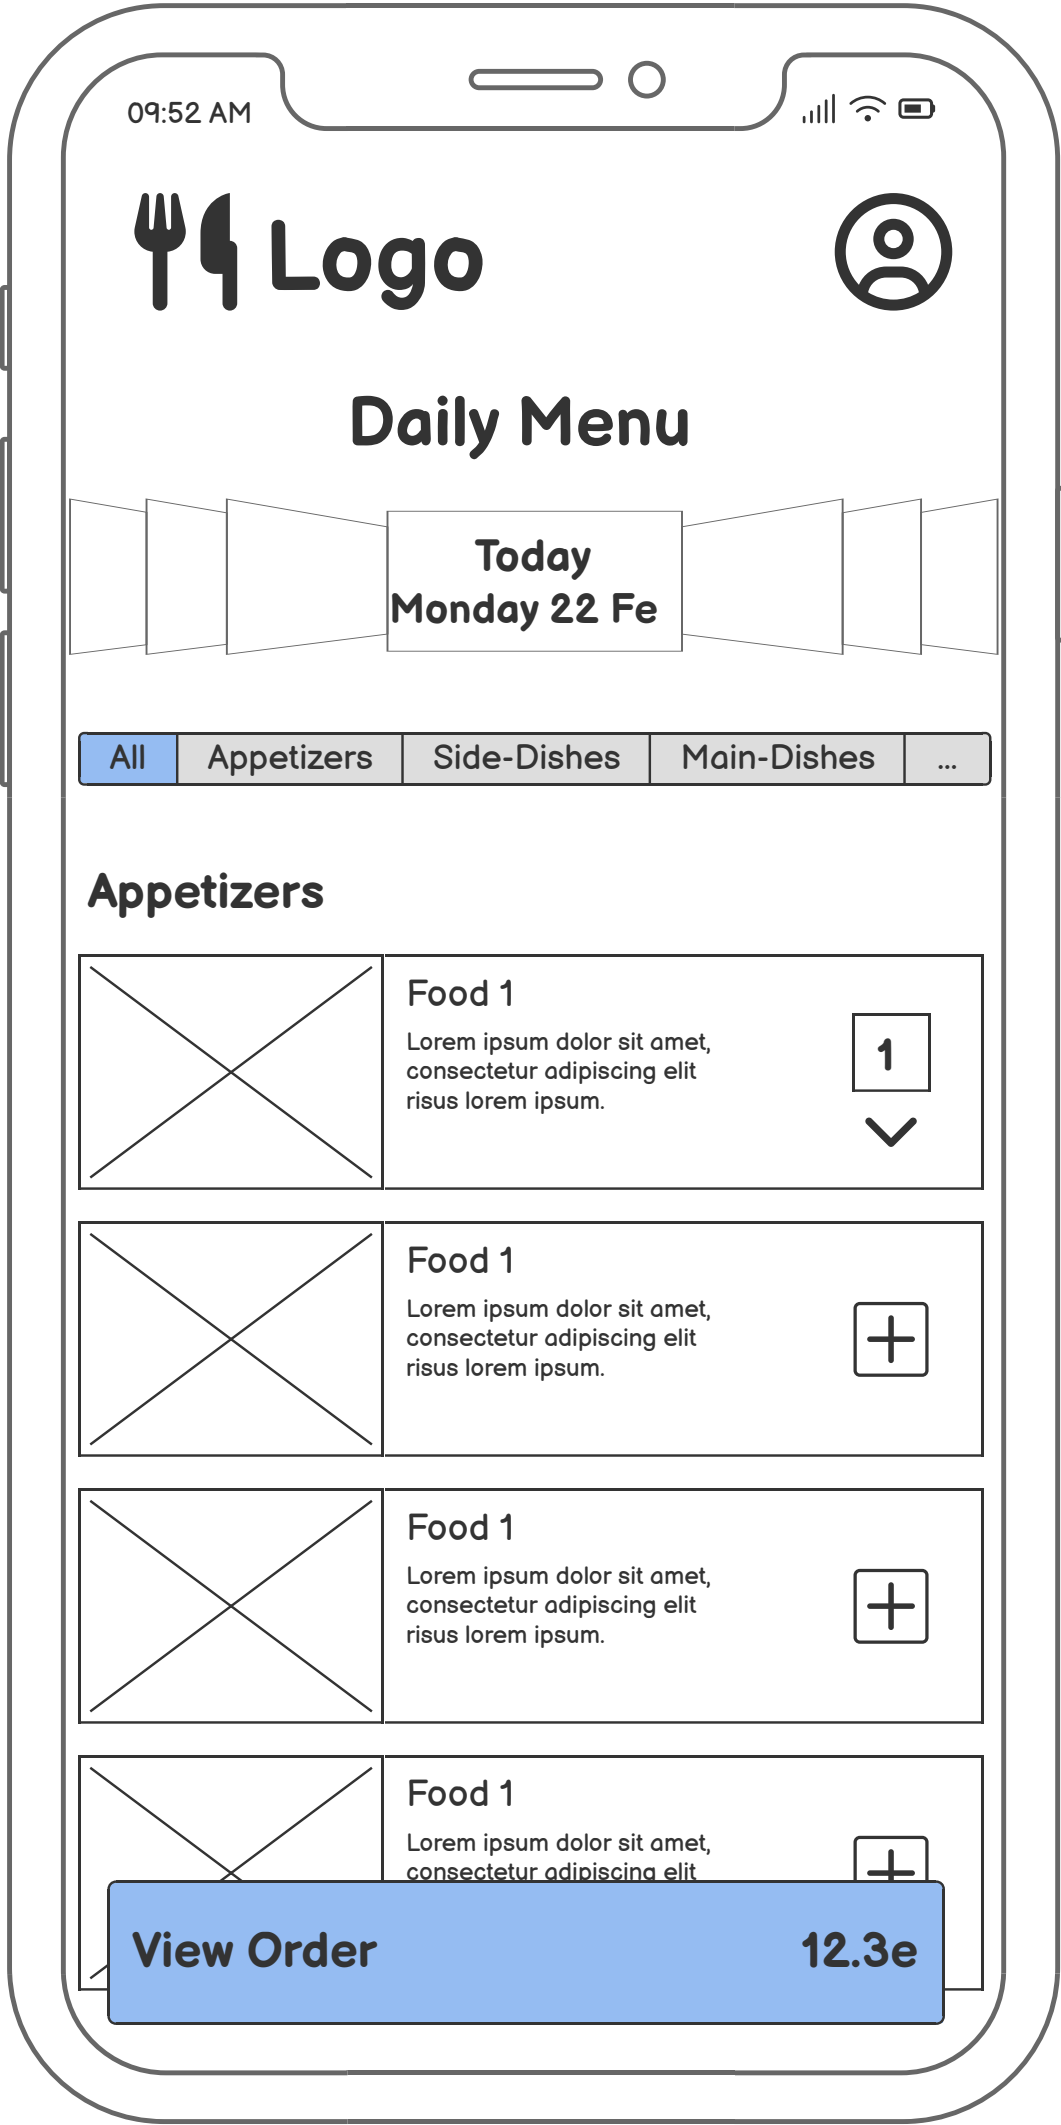 09:52 AM
Logo
Daily Menu
Today
Monday 22 Fe
All Appetizers Side-Dishes Main-Dishes ...
Appetizers
Food 1
Lorem ipsum dolor sit amet,
consectetur adipiscing elit
risus lorem ipsum.
1
Food 1
Lorem ipsum dolor sit amet,
consectetur adipiscing elit
risus lorem ipsum.
Food 1
Lorem ipsum dolor sit amet,
consectetur adipiscing elit
risus lorem ipsum.
Food 1
Lorem ipsum dolor sit amet,
consectetur adipiscing elit
View Order 12.3e